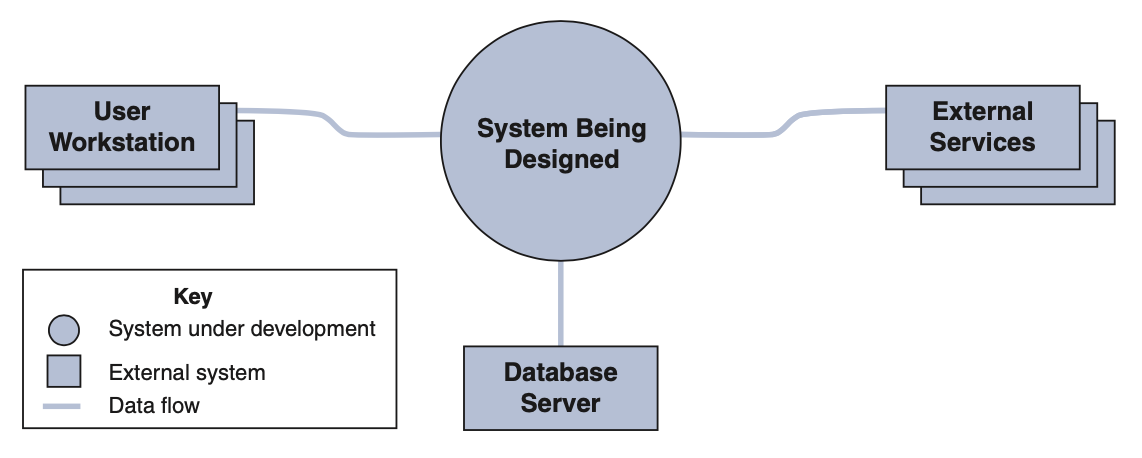 User
Workstation
System Being
Designed
External
Services
Key
System under development
External system
Data flow
Database
Server